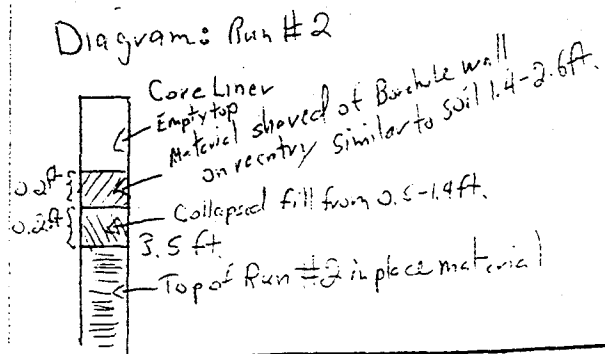 Diagram: Run #2
Core Liner
Empty top
Material shaved of Borehole wall
on reentry similar to soil 1.4-2.6ft.
0.2ft
Collapsed fill from 0.5-1.4ft.
0.2ft
3.5 ft.
Top of Run #2 in place material